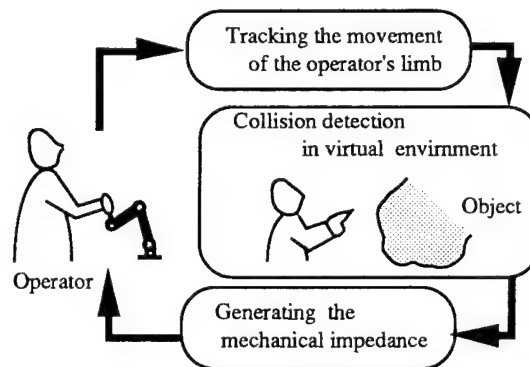 Tracking the movement
of the operator's limb
Collision detection
in virtual envirnment
Object
Operator
Generating the
mechanical impedance